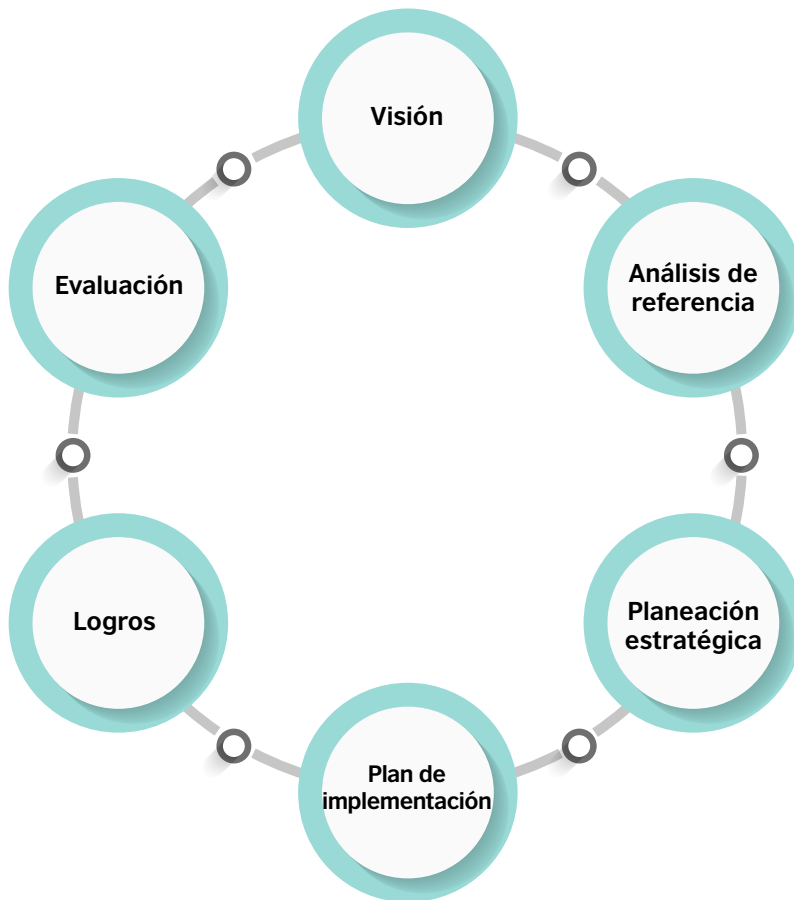 Visión
Análisis de
referencia
Planeación
estratégica
Plan de
implementación
Logros
Evaluación